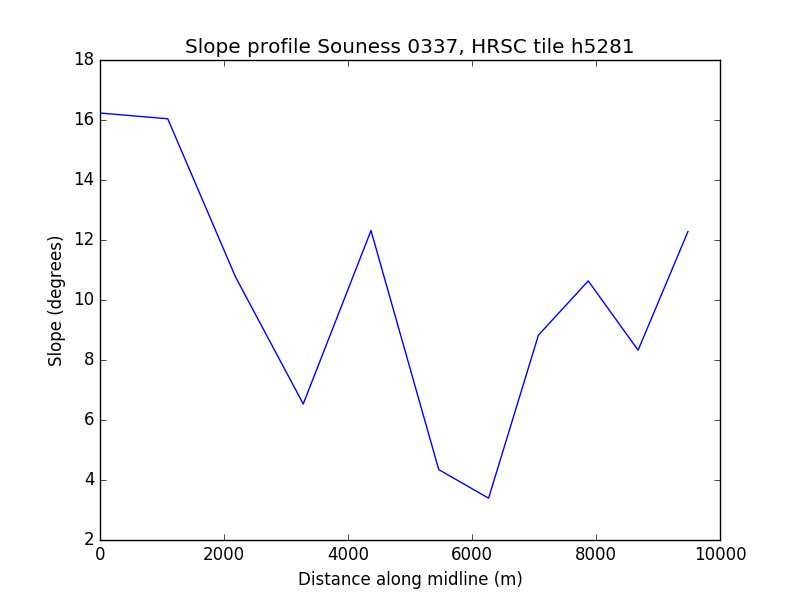 Slope profile Souness 0337, HRSC tile h5281
18
16
14
12
10
8
6
4
2
Slope (degrees)
0 2000 4000 6000 8000 10000
Distance along midline (m)